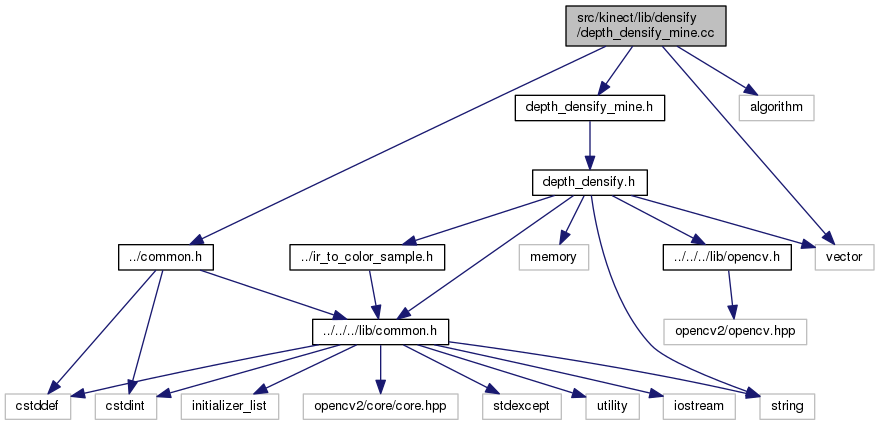 src/kinect/lib/densify
/depth_densify_mine.cc
depth_densify_mine.h
algorithm
depth_densify.h
../common.h
../ir_to_color_sample.h
memory
../../../lib/opencv.h
vector
../../../lib/common.h
opencv2/opencv.hpp
cstddef
cstdint
initializer_list
opencv2/core/core.hpp
stdexcept
utility
iostream
string